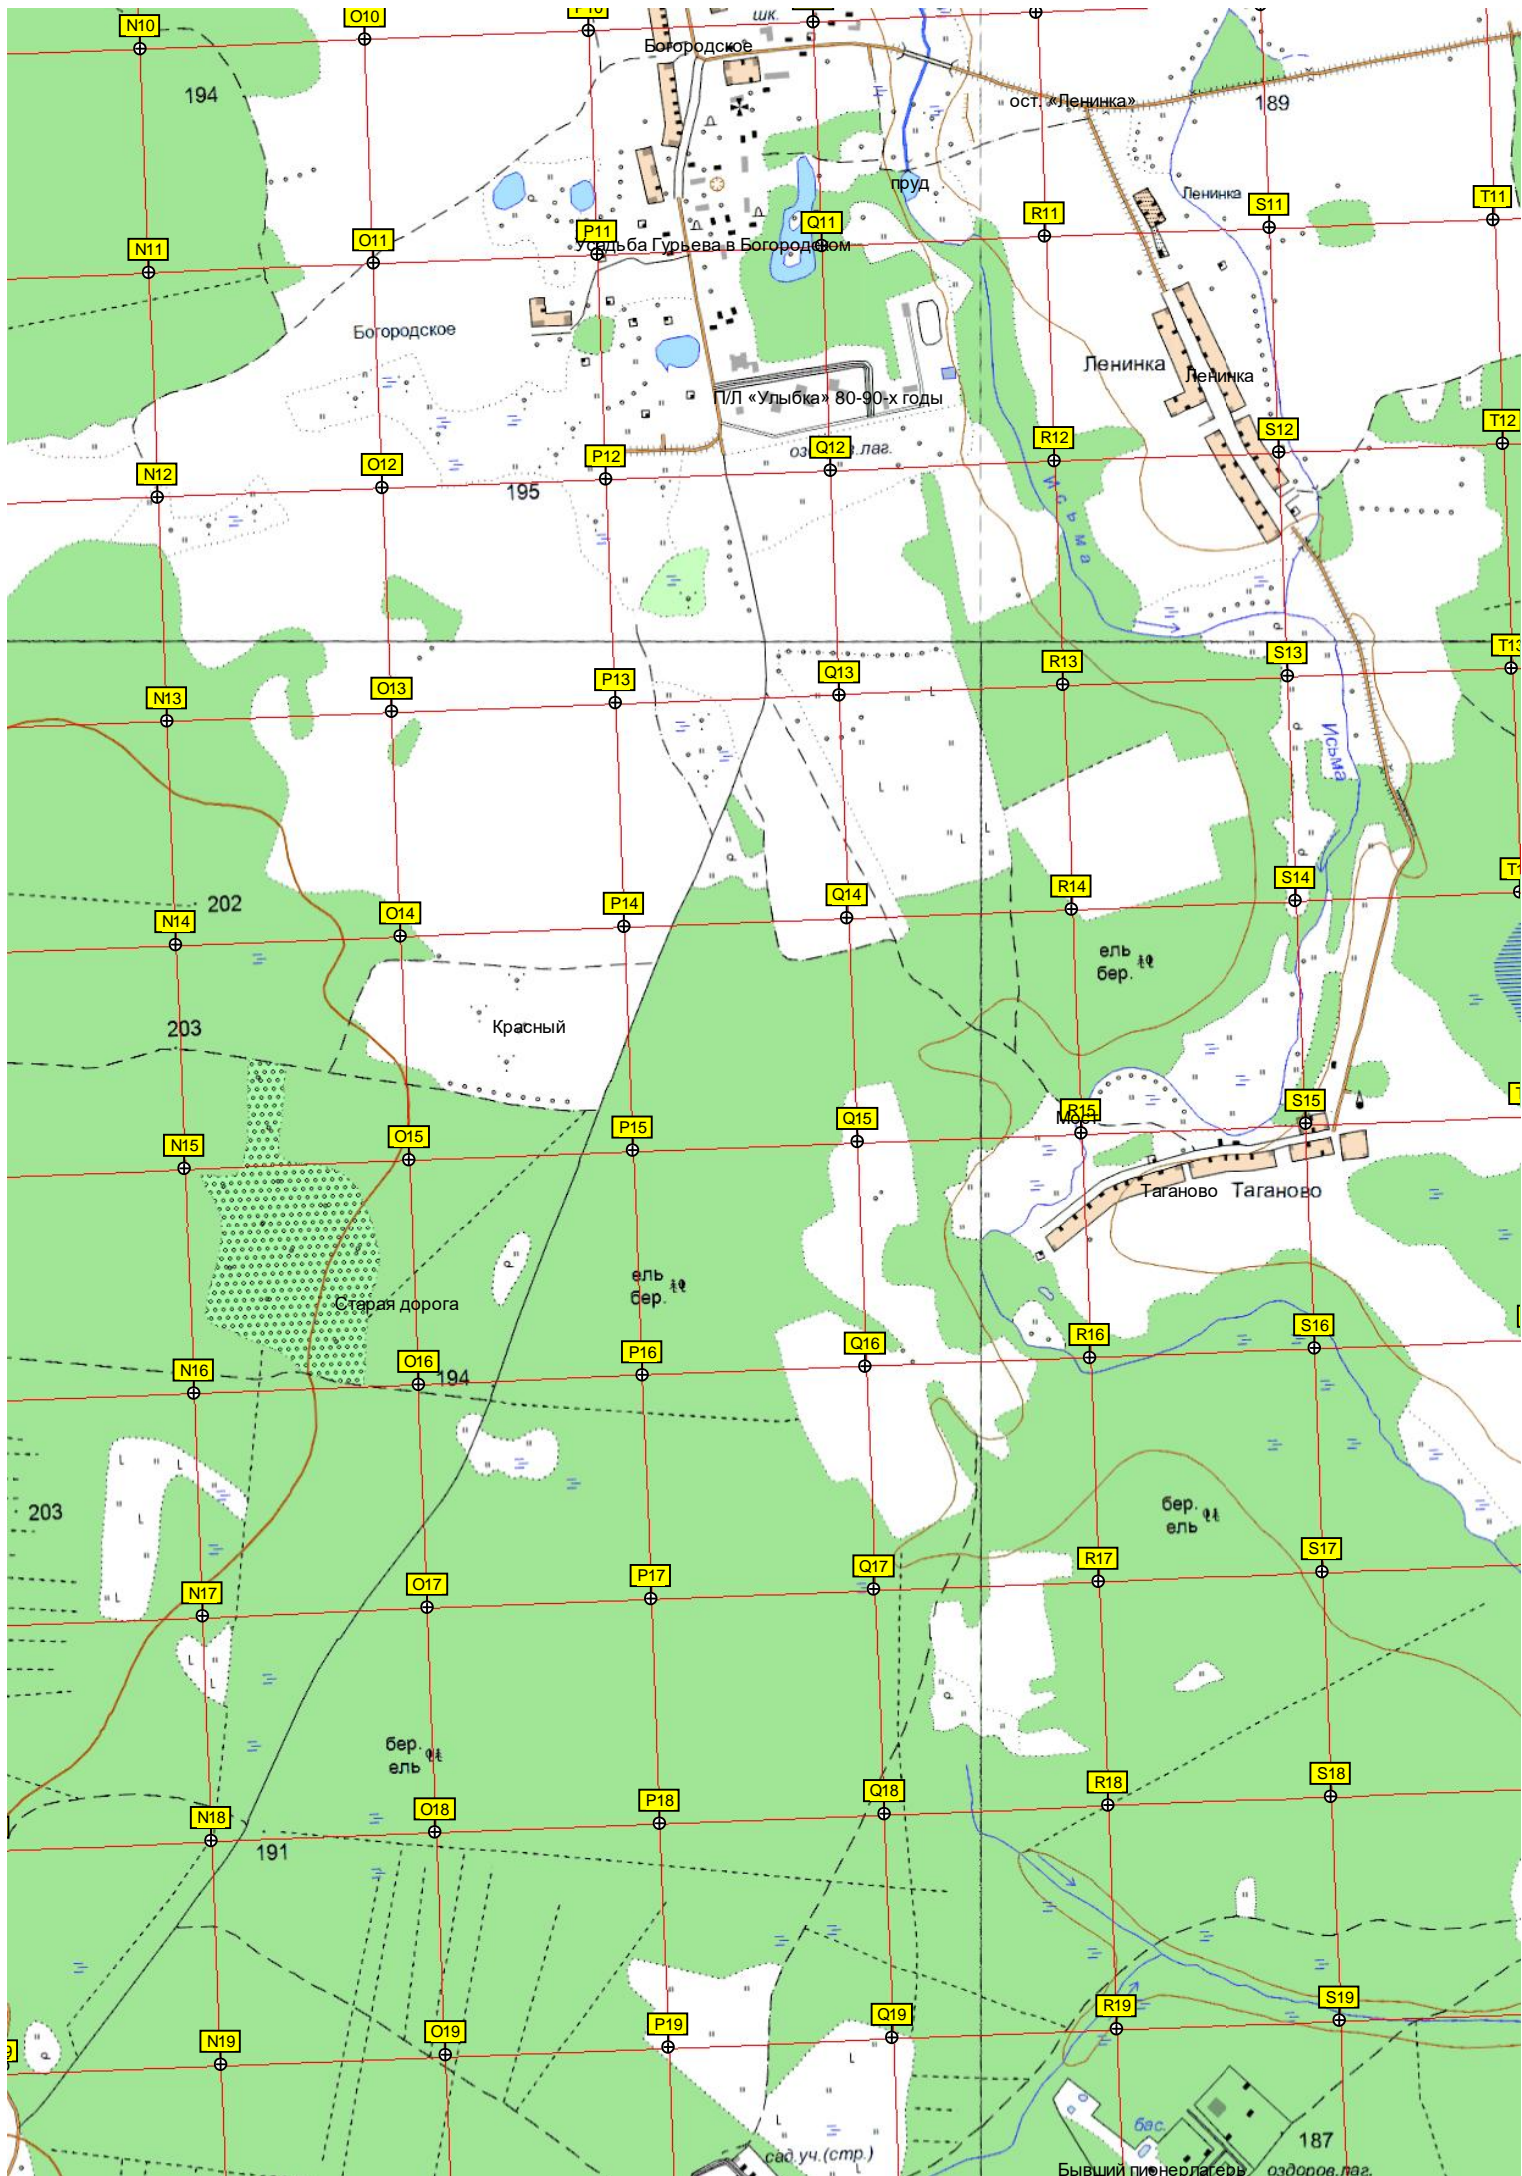 N10
O10
P10
шк.
Богородское
194
ост. «Ленинка»
189
пруд
Ленинка
N11
O11
P11
Q11
R11
S11
T11
Усадьба Гурьева в Богородском
Богородское
Ленинка
Ленинка
П/Л «Улыбка» 80-90-х годы
N12
O12
P12
Q12
R12
S12
T12
195
Исьма
N13
O13
P13
Q13
R13
S13
T13
Исьма
202
N14
O14
P14
Q14
R14
S14
ель
бер.
203
Красный
N15
O15
P15
Q15
R15
S15
Мост
Таганово
Таганово
ель
бер.
Старая дорога
N16
O16
P16
Q16
R16
S16
194
203
бер.
ель
N17
O17
P17
Q17
R17
S17
бер.
ель
N18
O18
P18
Q18
R18
S18
191
N19
O19
P19
Q19
R19
S19
бас.
187
сад.уч.(стр.)
Бывший пионерлагерь
оздоров.лаг.